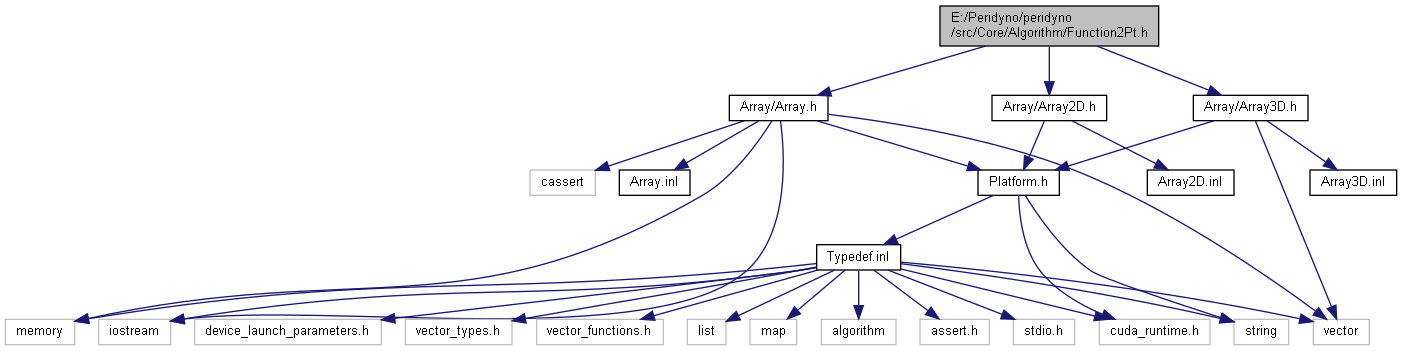 E:/Peridyno/peridyno
/src/Core/Algorithm/Function2Pt.h
Array/Array.h
Array/Array2D.h
Array/Array3D.h
cassert
Array.inl
Platform.h
Array2D.inl
Array3D.inl
Typedef.inl
memory
iostream
device_launch_parameters.h
vector_types.h
vector_functions.h
list
map
algorithm
assert.h
stdio.h
cuda_runtime.h
string
vector